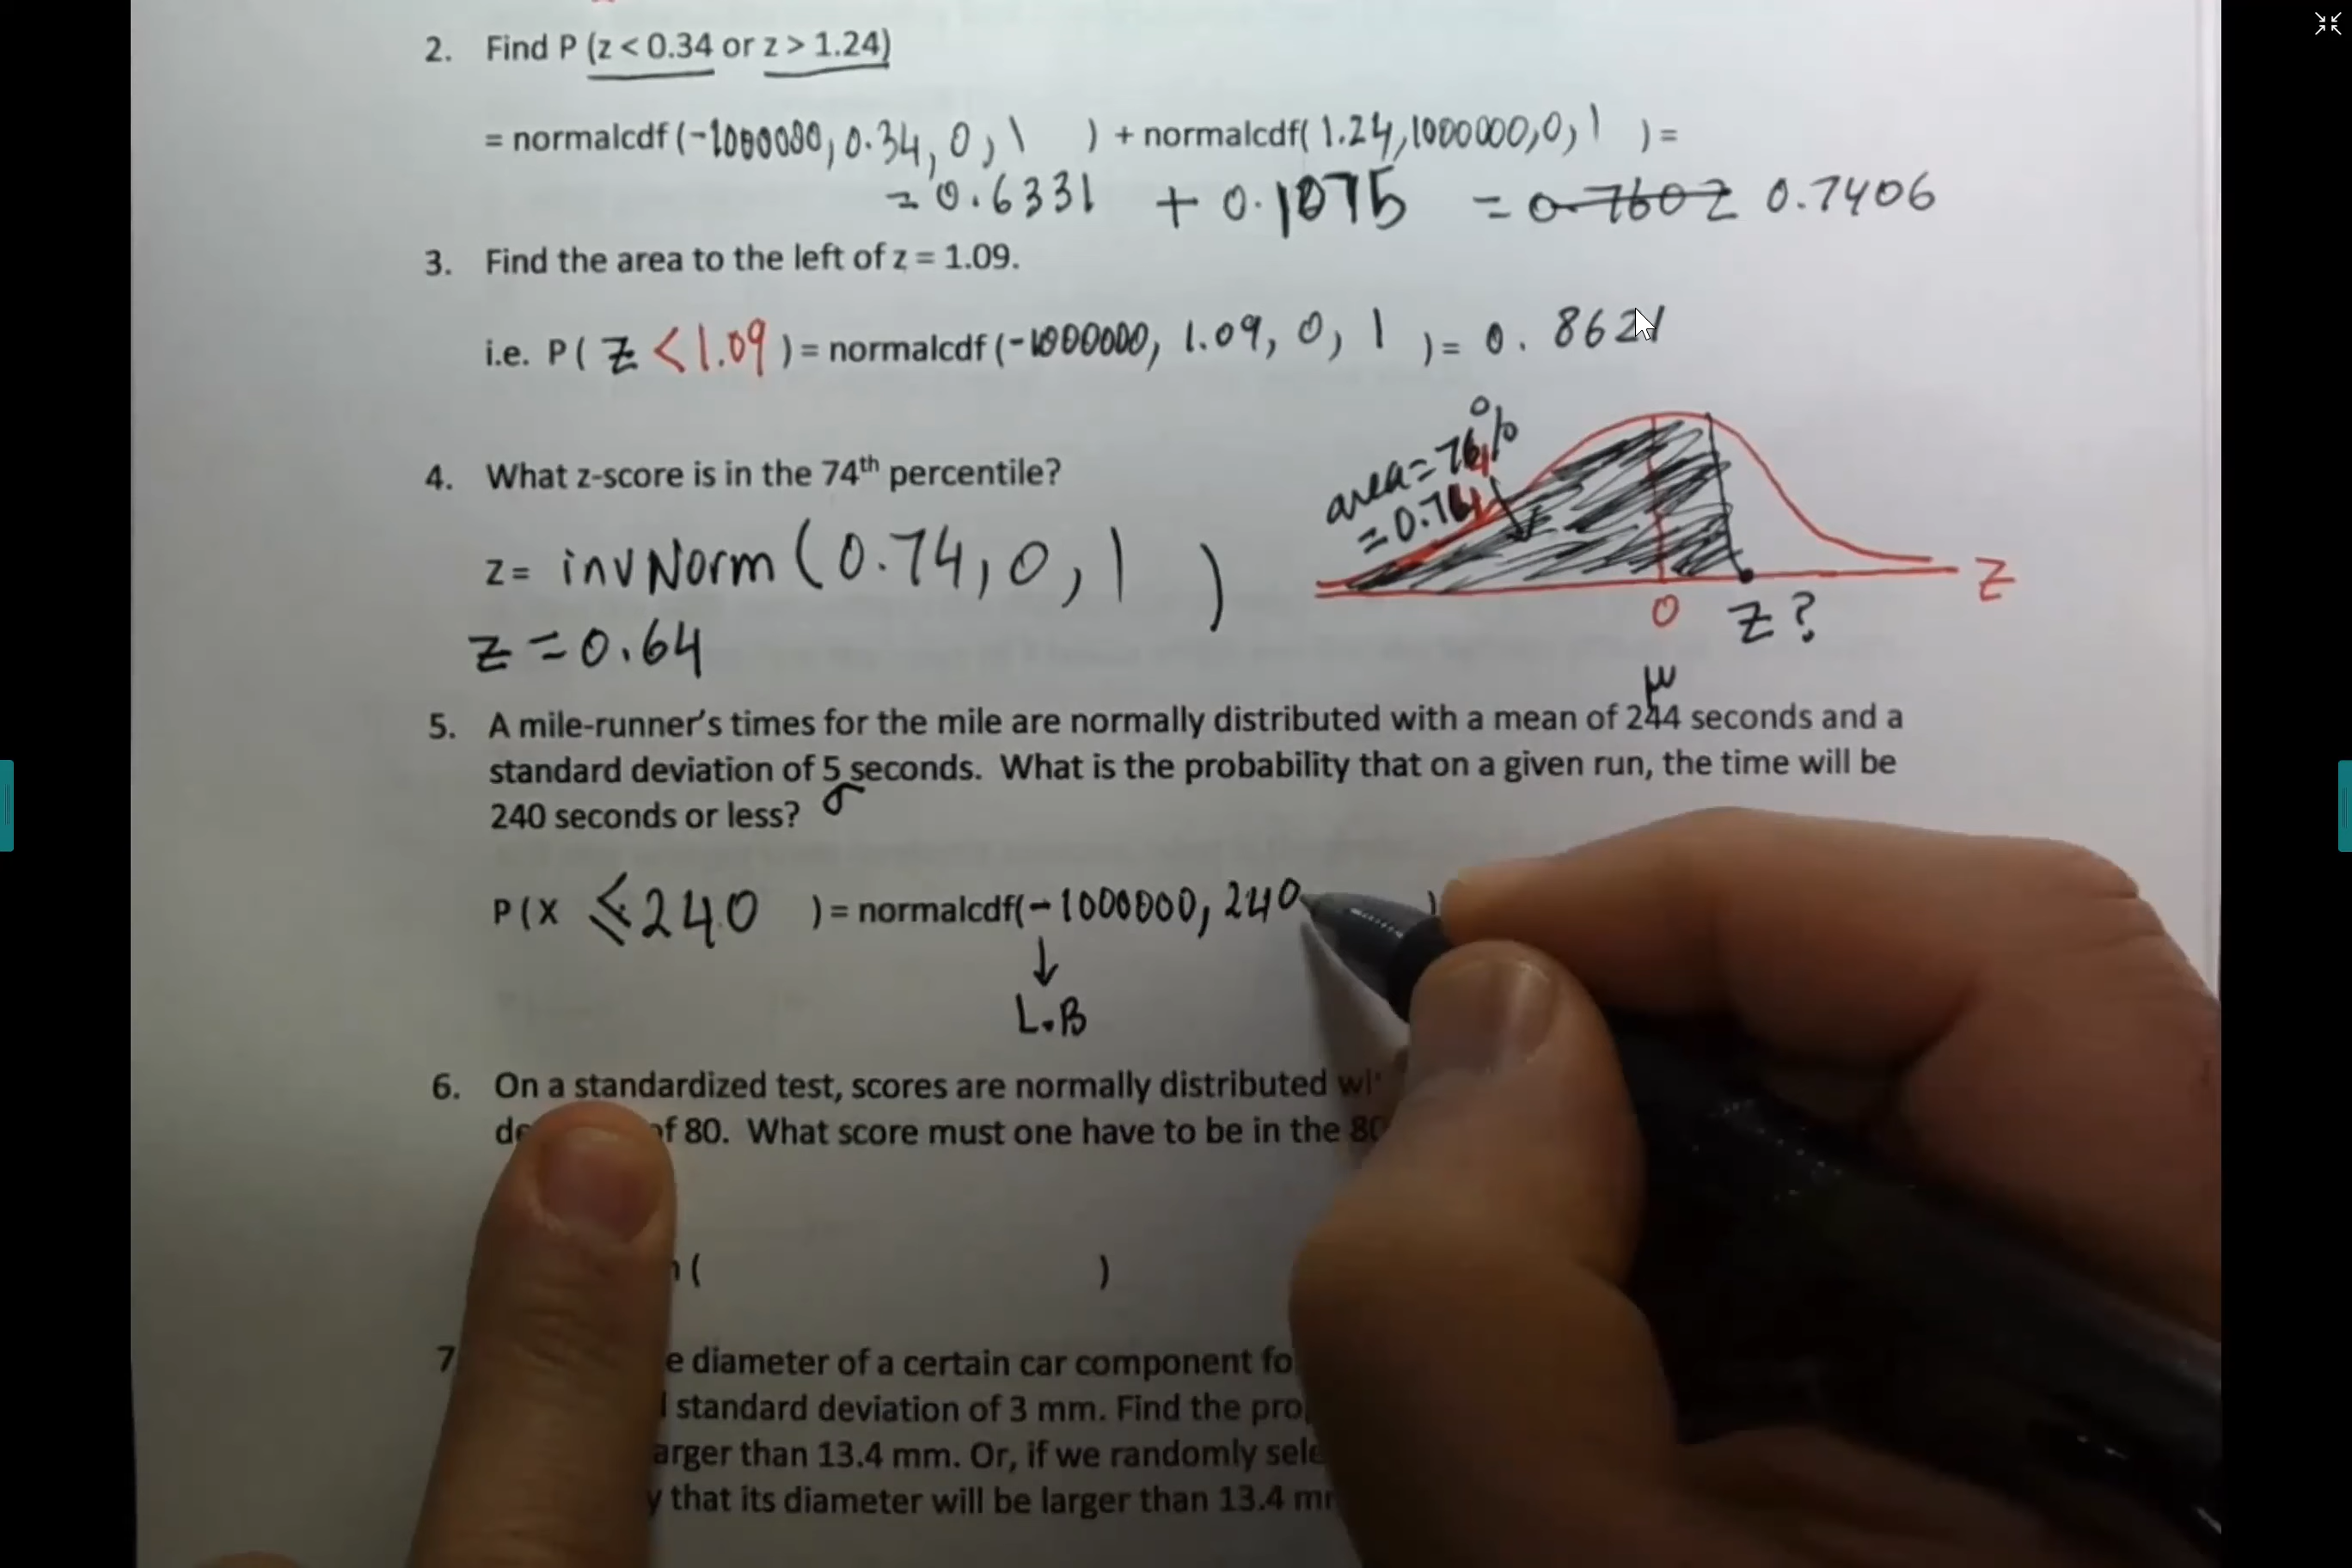 2. Find P (z < 0.34 or z > 1.24)
= normalcdf (-1000000, 0.34, 0, 1 ) + normalcdf( 1.24, 1000000, 0, 1 ) =
= 0.6331 + 0.1075 = 0.7602 0.7406
3. Find the area to the left of z = 1.09.
i.e. P ( z < 1.09 ) = normalcdf (-1000000, 1.09, 0, 1 ) = 0.8621
4. What z-score is in the 74th percentile?
area = 74%
= 0.74
z = invNorm (0.74, 0, 1 )
z = 0.64
0 z? z
μ
5. A mile-runner's times for the mile are normally distributed with a mean of 244 seconds and a
standard deviation of 5 seconds. What is the probability that on a given run, the time will be
240 seconds or less? σ
P ( X ≤ 240 ) = normalcdf(-1000000, 240 )
↓
L.B
6. On a standardized test, scores are normally distributed
of 80. What score must one have to be in the 80
( )
7 diameter of a certain car component
standard deviation of 3 mm. Find the
than 13.4 mm. Or, if we randomly
that its diameter will be larger than 13.4